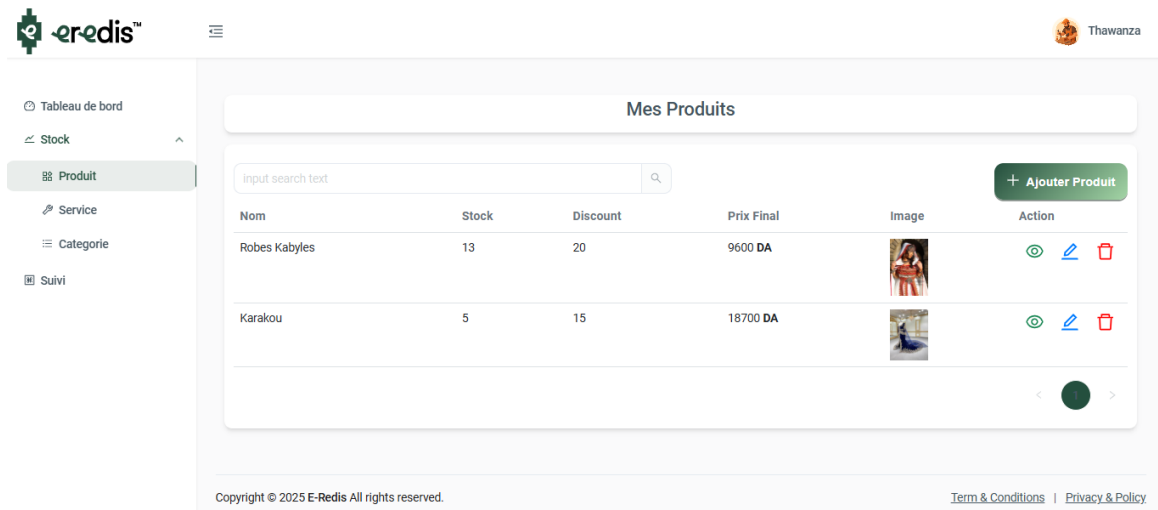 eredis™
Thawanza
Tableau de bord
Stock
Produit
Service
Categorie
Suivi
Mes Produits
input search text
+ Ajouter Produit
Nom Stock Discount Prix Final Image Action
Robes Kabyles 13 20 9600 DA
Karakou 5 15 18700 DA
< 1 >
Copyright © 2025 E-Redis All rights reserved. Term & Conditions | Privacy & Policy